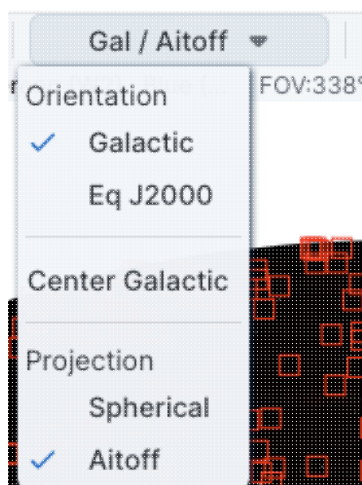 Gal / Aitoff
FOV:338°
Orientation
Galactic
Eq J2000
Center Galactic
Projection
Spherical
Aitoff